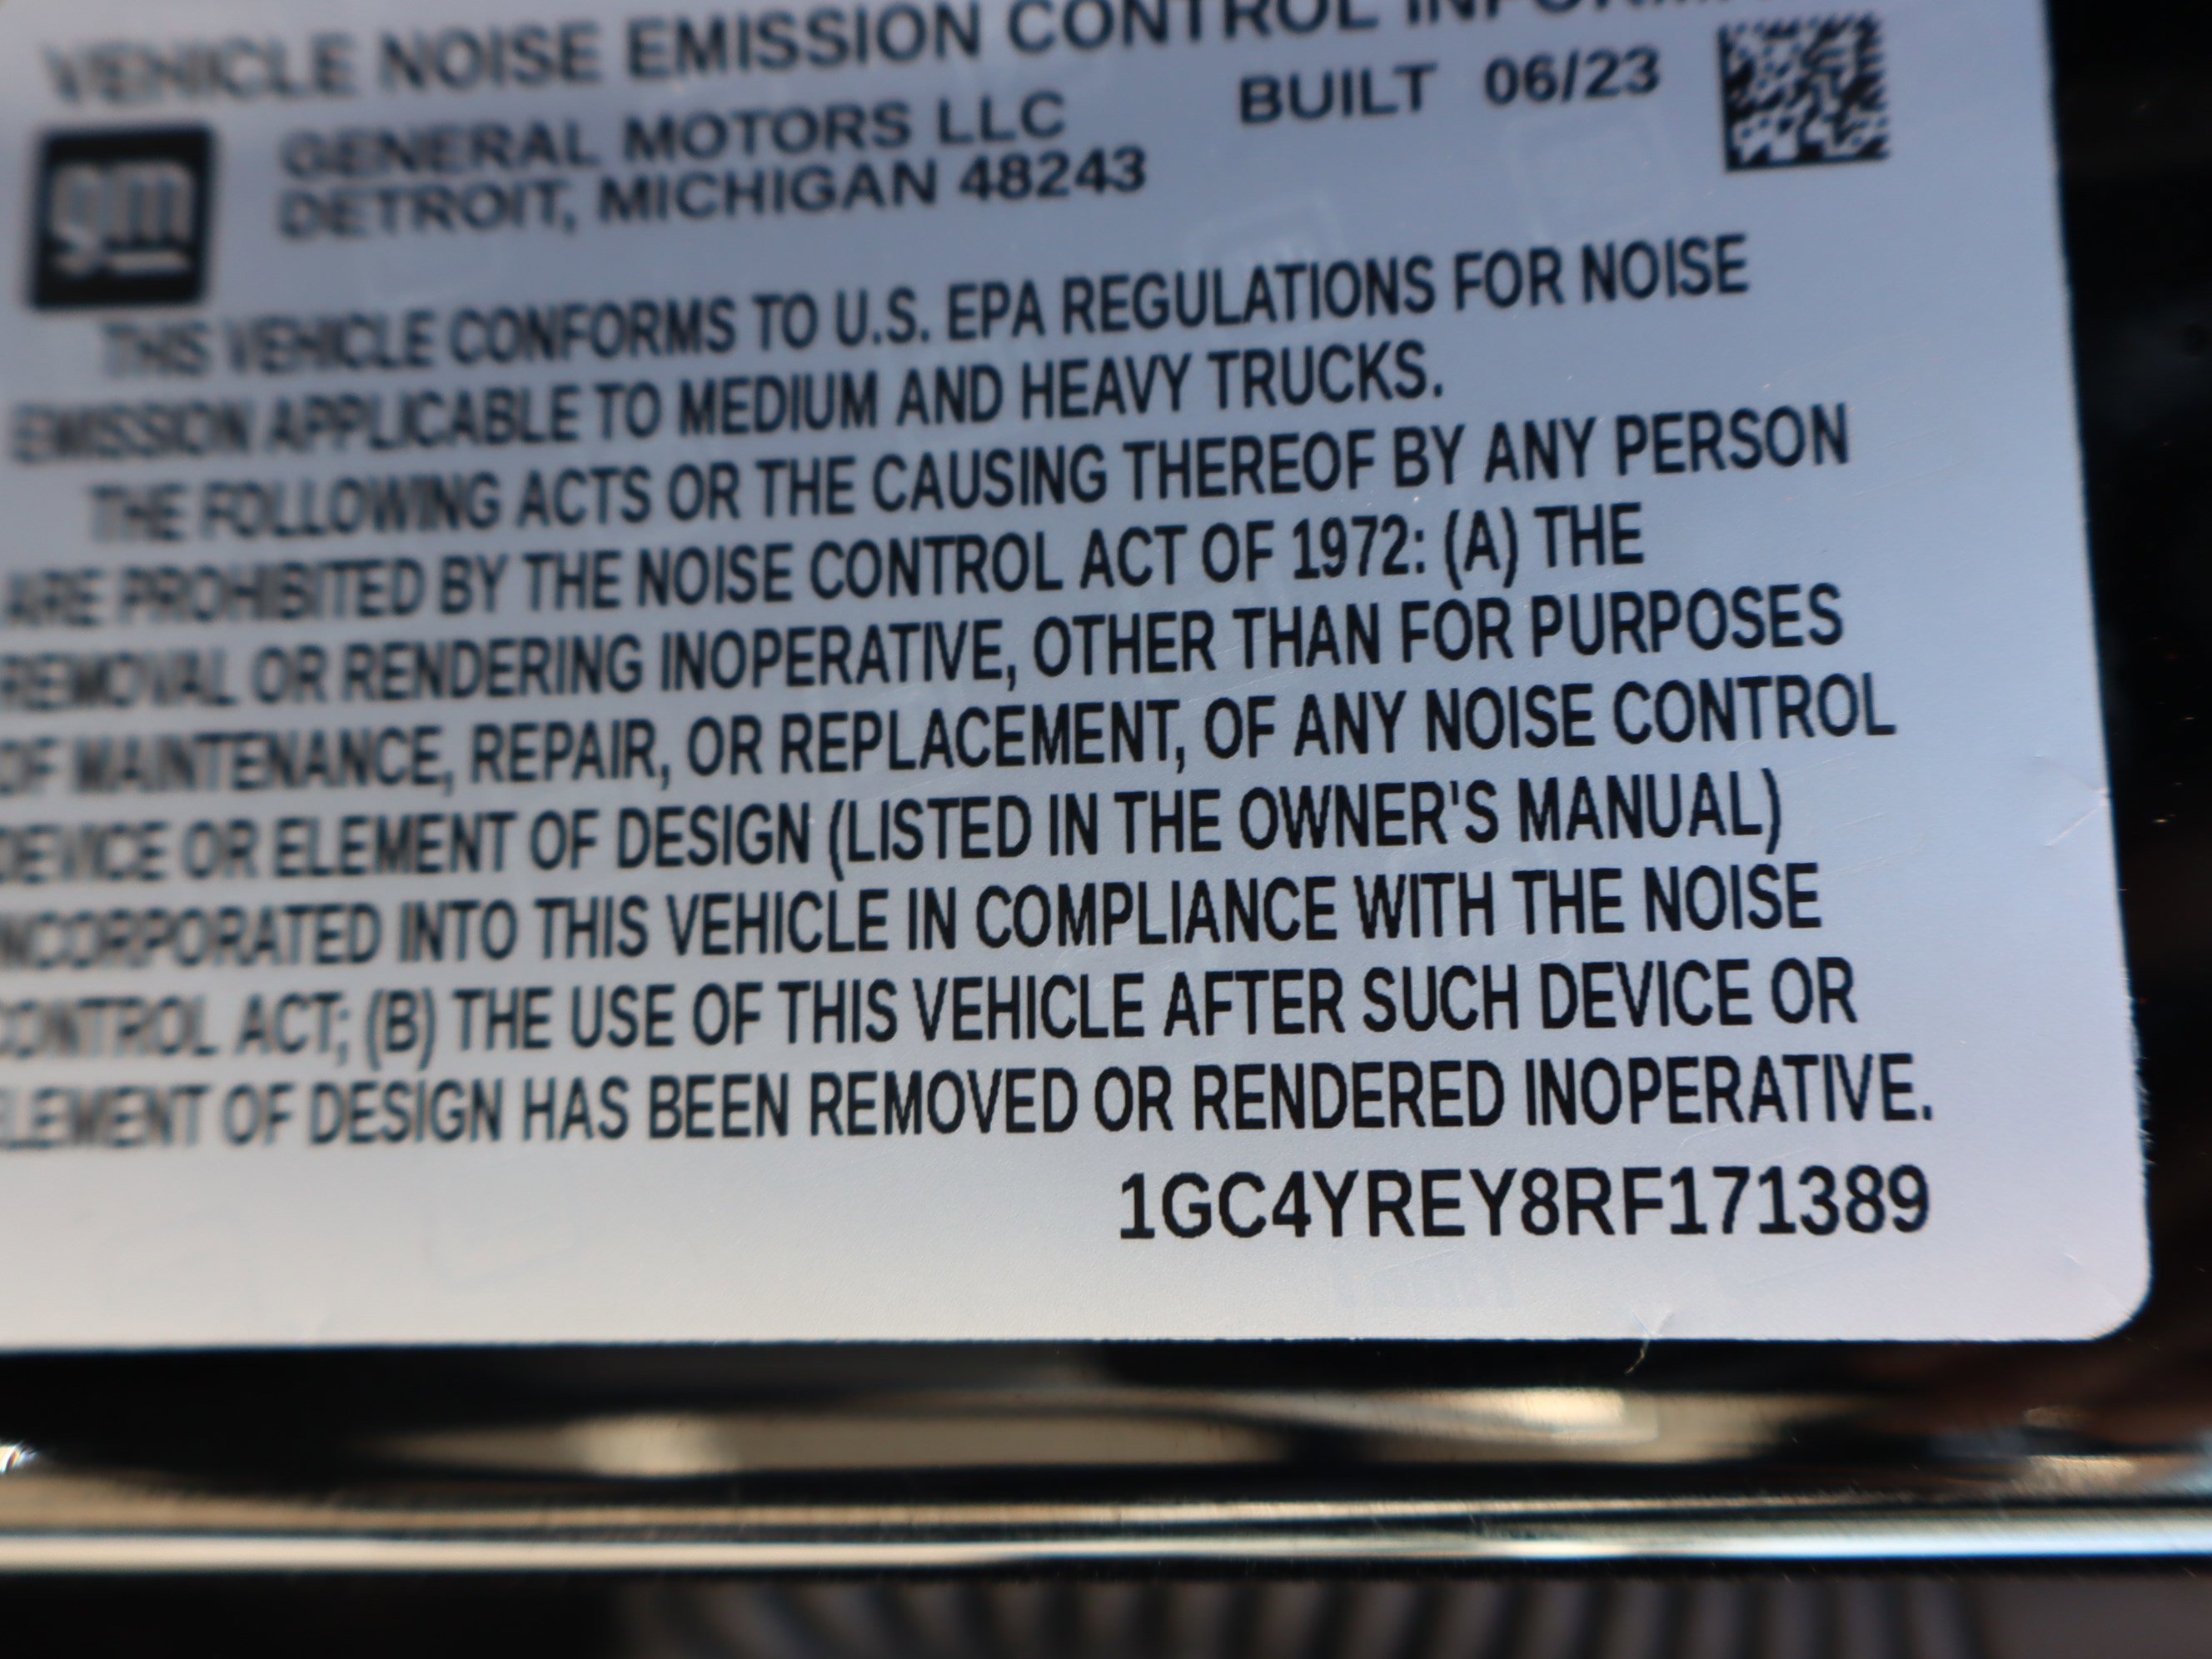 VEHICLE NOISE EMISSION CONTROL
GENERAL MOTORS LLC
DETROIT, MICHIGAN 48243
BUILT 06/23
gm
THIS VEHICLE CONFORMS TO U.S. EPA REGULATIONS FOR NOISE
EMISSION APPLICABLE TO MEDIUM AND HEAVY TRUCKS.
THE FOLLOWING ACTS OR THE CAUSING THEREOF BY ANY PERSON
ARE PROHIBITED BY THE NOISE CONTROL ACT OF 1972: (A) THE
REMOVAL OR RENDERING INOPERATIVE, OTHER THAN FOR PURPOSES
OF MAINTENANCE, REPAIR, OR REPLACEMENT, OF ANY NOISE CONTROL
DEVICE OR ELEMENT OF DESIGN (LISTED IN THE OWNER'S MANUAL)
NCORPORATED INTO THIS VEHICLE IN COMPLIANCE WITH THE NOISE
CONTROL ACT; (B) THE USE OF THIS VEHICLE AFTER SUCH DEVICE OR
ELEMENT OF DESIGN HAS BEEN REMOVED OR RENDERED INOPERATIVE.
1GC4YREY8RF171389